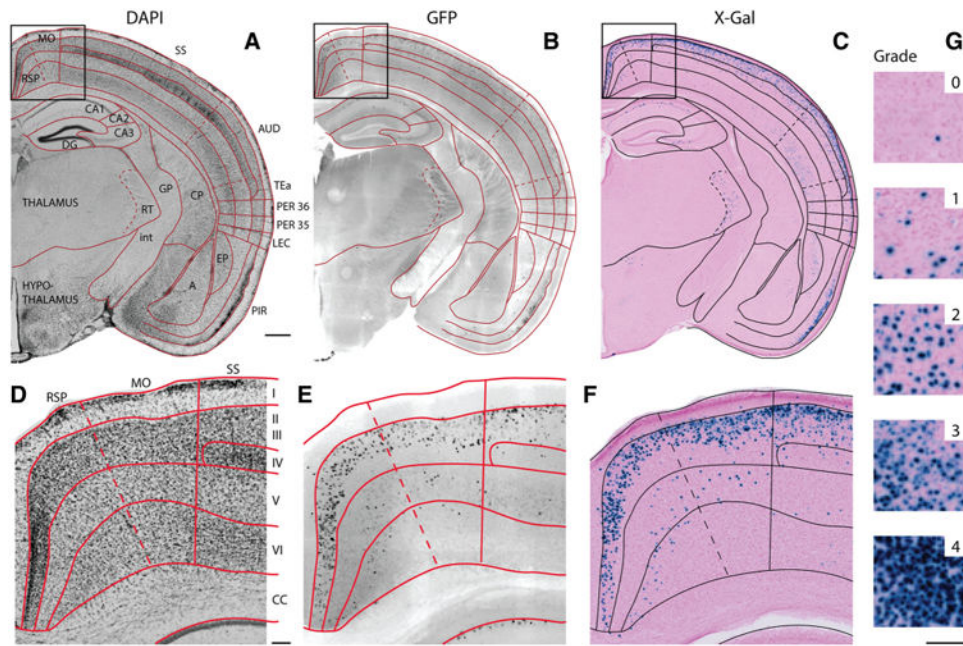 DAPI
GFP
X-Gal
A
B
C
G
MO
SS
RSP
CA1
CA2
CA3
DG
AUD
THALAMUS
GP
CP
RT
int
TEa
PER 36
PER 35
LEC
EP
A
HYPO-
THALAMUS
PIR
Grade
0
1
2
3
4
D
RSP
MO
SS
I
II
III
IV
V
VI
CC
E
F